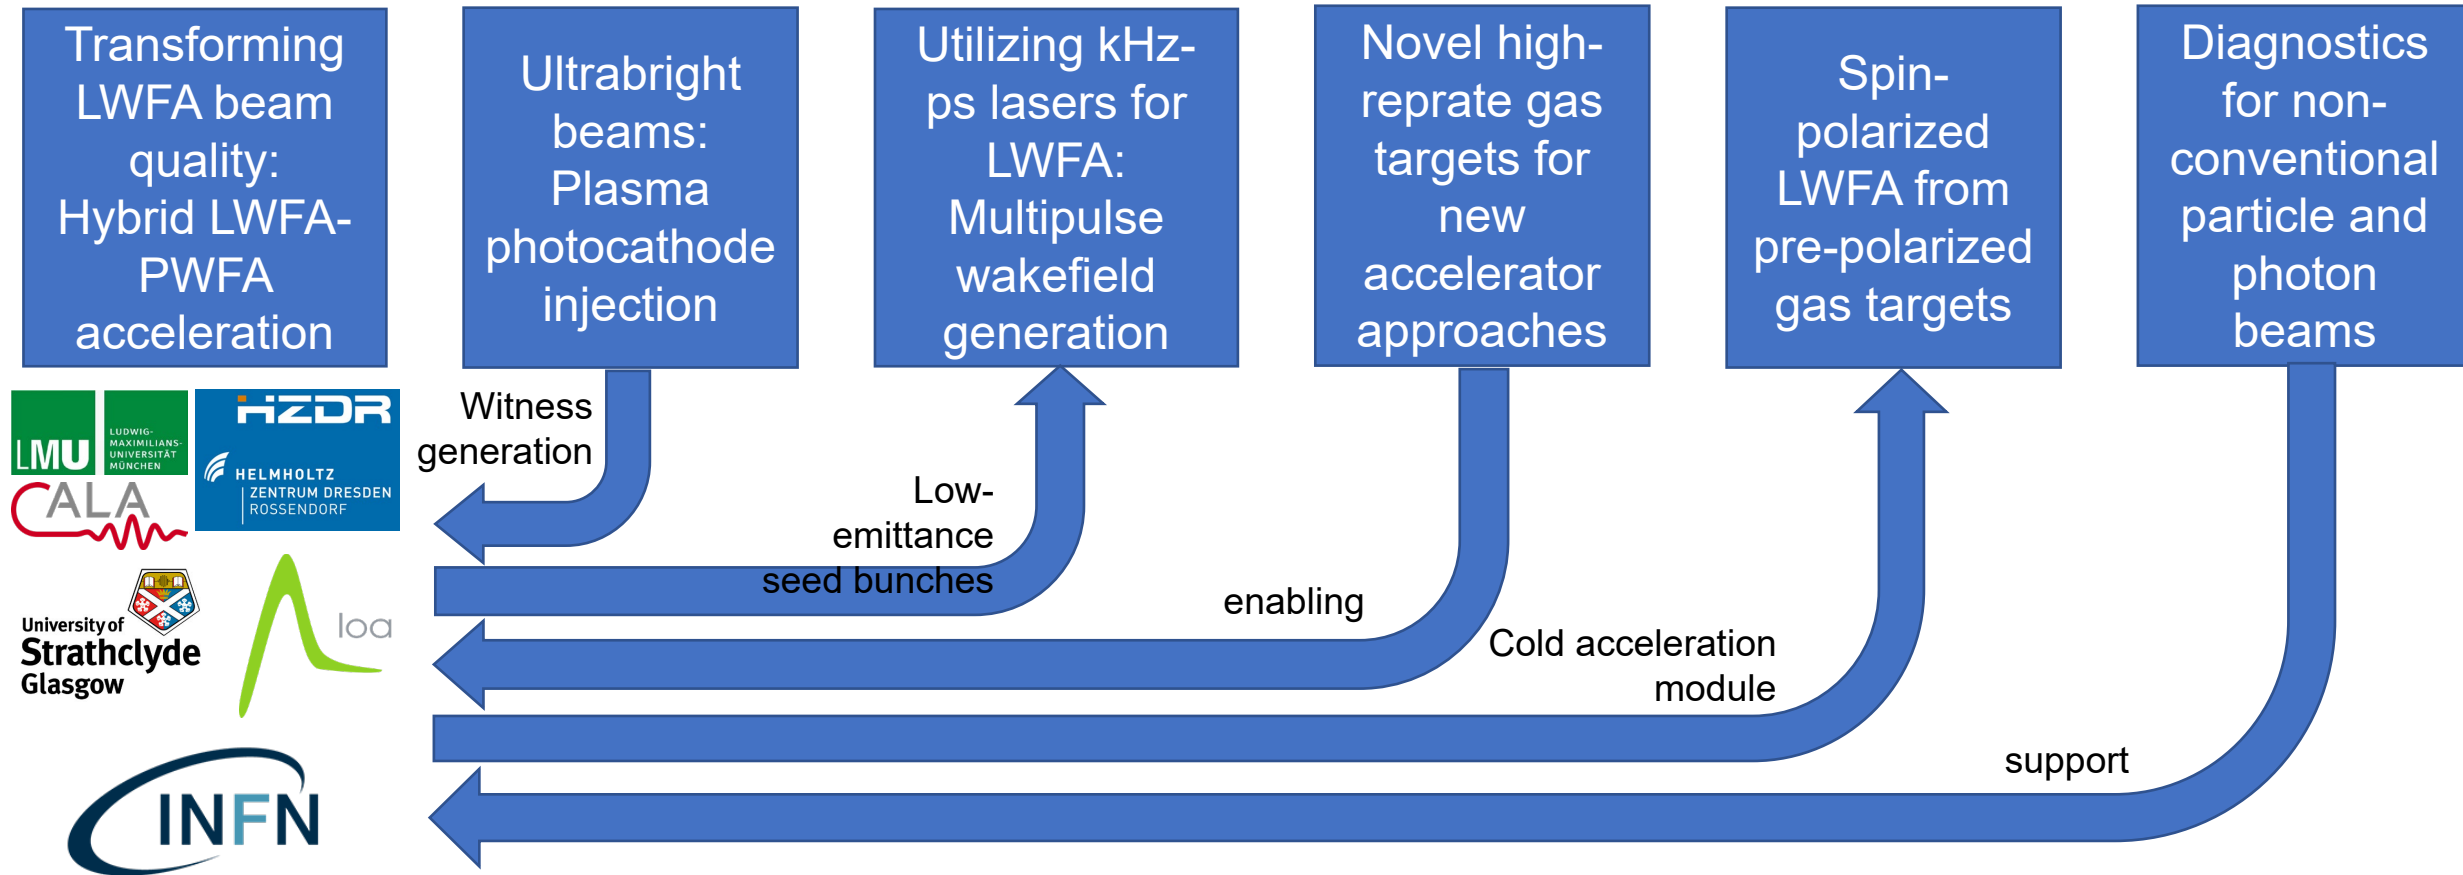 Transforming
LWFA beam
quality:
Hybrid LWFA-
PWFA
acceleration
Ultrabright
beams:
Plasma
photocathode
injection
Utilizing kHz-
ps lasers for
LWFA:
Multipulse
wakefield
generation
Novel high-
reprate gas
targets for
new
accelerator
approaches
Spin-
polarized
LWFA from
pre-polarized
gas targets
Diagnostics
for non-
conventional
particle and
photon
beams
LMU
LUDWIG-
MAXIMILIANS-
UNIVERSITÄT
MÜNCHEN
HZDR
HELMHOLTZ
ZENTRUM DRESDEN
ROSSENDORF
CALA
University of
Strathclyde
Glasgow
loa
INFN
Witness
generation
Low-
emittance
seed bunches
enabling
Cold acceleration
module
support